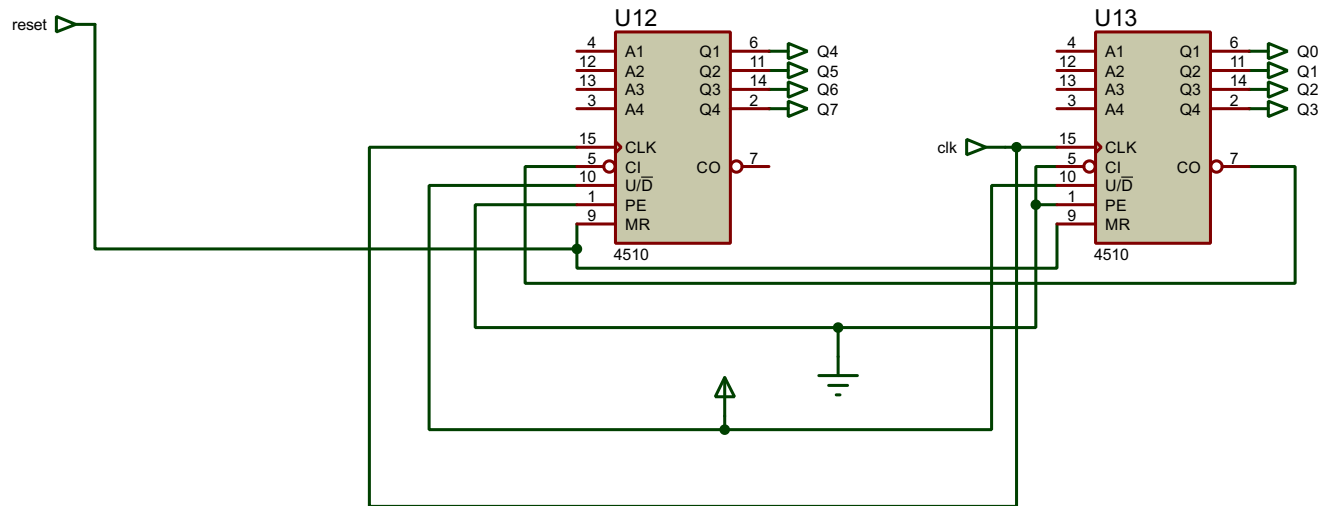 reset
U12
4 A1 Q1 6 Q4
12 A2 Q2 11 Q5
13 A3 Q3 14 Q6
3 A4 Q4 2 Q7
15 CLK
5 CI CO 7
10 U/D̅
1 PE
9 MR
4510
U13
4 A1 Q1 6 Q0
12 A2 Q2 11 Q1
13 A3 Q3 14 Q2
3 A4 Q4 2 Q3
clk 15 CLK
5 CI CO 7
10 U/D̅
1 PE
9 MR
4510